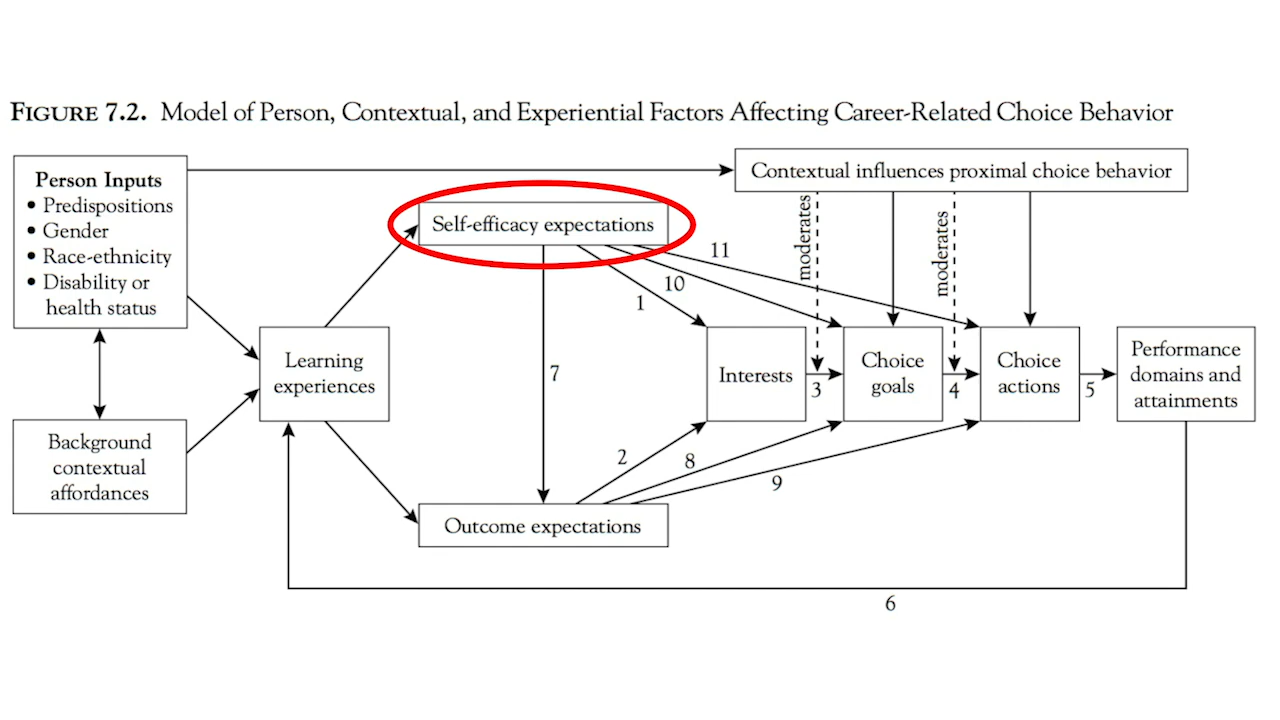 FIGURE 7.2. Model of Person, Contextual, and Experiential Factors Affecting Career-Related Choice Behavior
Person Inputs
• Predispositions
• Gender
• Race-ethnicity
• Disability or
health status
Contextual influences proximal choice behavior
Self-efficacy expectations
moderates
moderates
11
10
1
Learning
experiences
7
Interests
3
Choice
goals
4
Choice
actions
5
Performance
domains and
attainments
Background
contextual
affordances
2
8
9
Outcome expectations
6